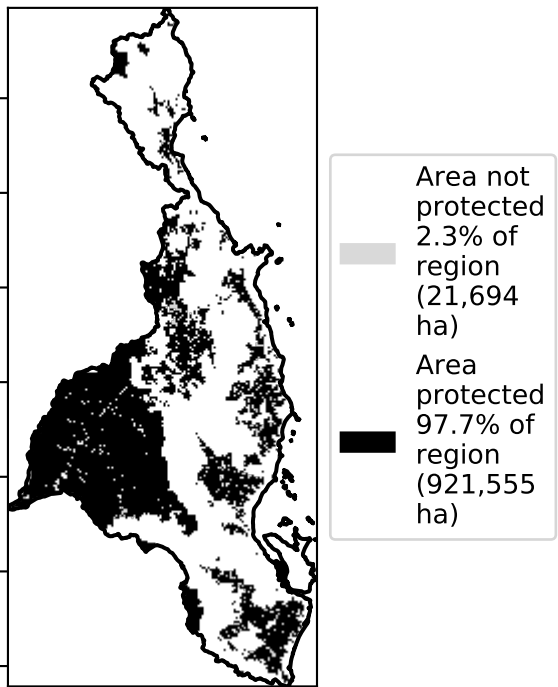 Area not
protected
2.3% of
region
(21,694
ha)
Area
protected
97.7% of
region
(921,555
ha)